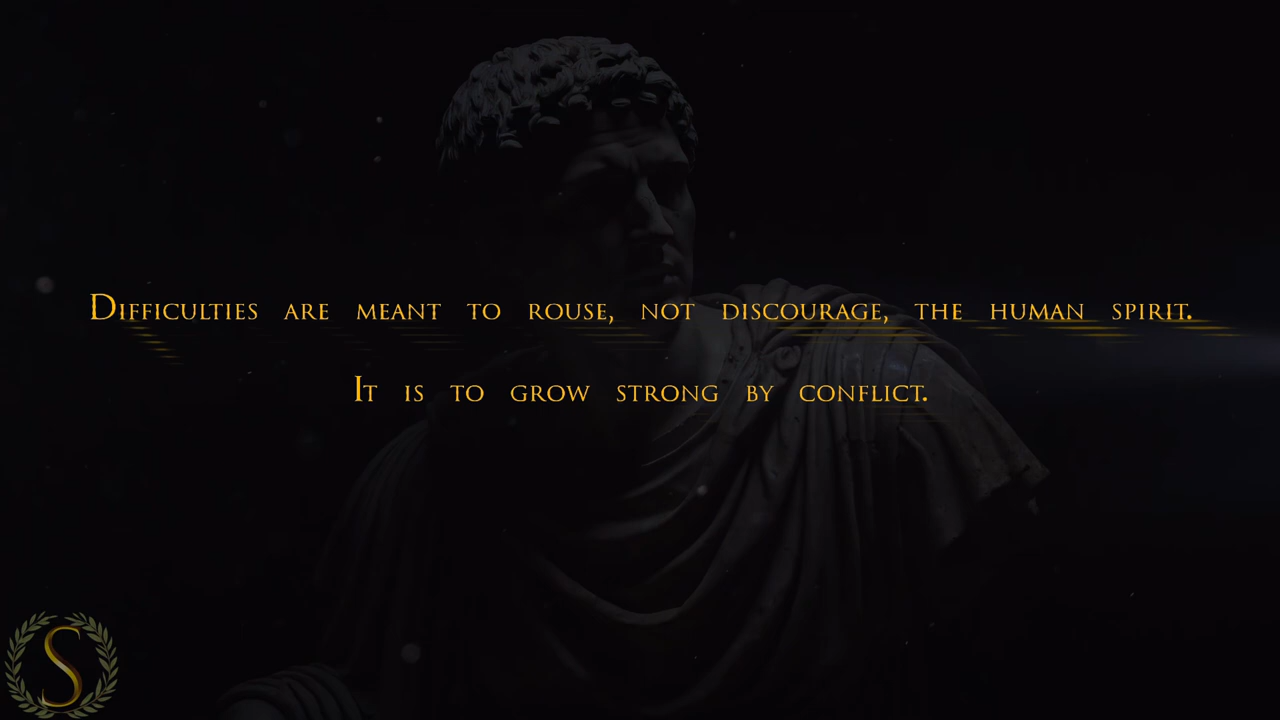 Difficulties are meant to rouse, not discourage, the human spirit.
It is to grow strong by conflict.
S